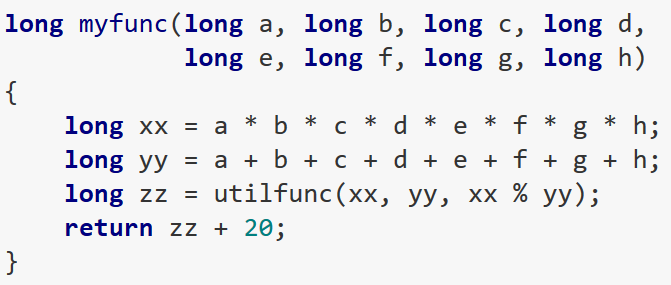 long myfunc(long a, long b, long c, long d,
            long e, long f, long g, long h)
{
    long xx = a * b * c * d * e * f * g * h;
    long yy = a + b + c + d + e + f + g + h;
    long zz = utilfunc(xx, yy, xx % yy);
    return zz + 20;
}